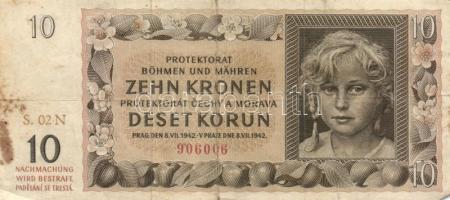 10
10
PROTEKTORAT
BÖHMEN UND MÄHREN
ZEHN KRONEN
PROTEKTORÁT ČECHY A MORAVA
DESET KORUN
PRAG, DEN 8. VII. 1942 - V PRAZE DNE 8. VII. 1942.
906006
S. 02 N
10
NACHMACHUNG
WIRD BESTRAFT.
PADĚLÁNÍ SE TRESTÁ.
10